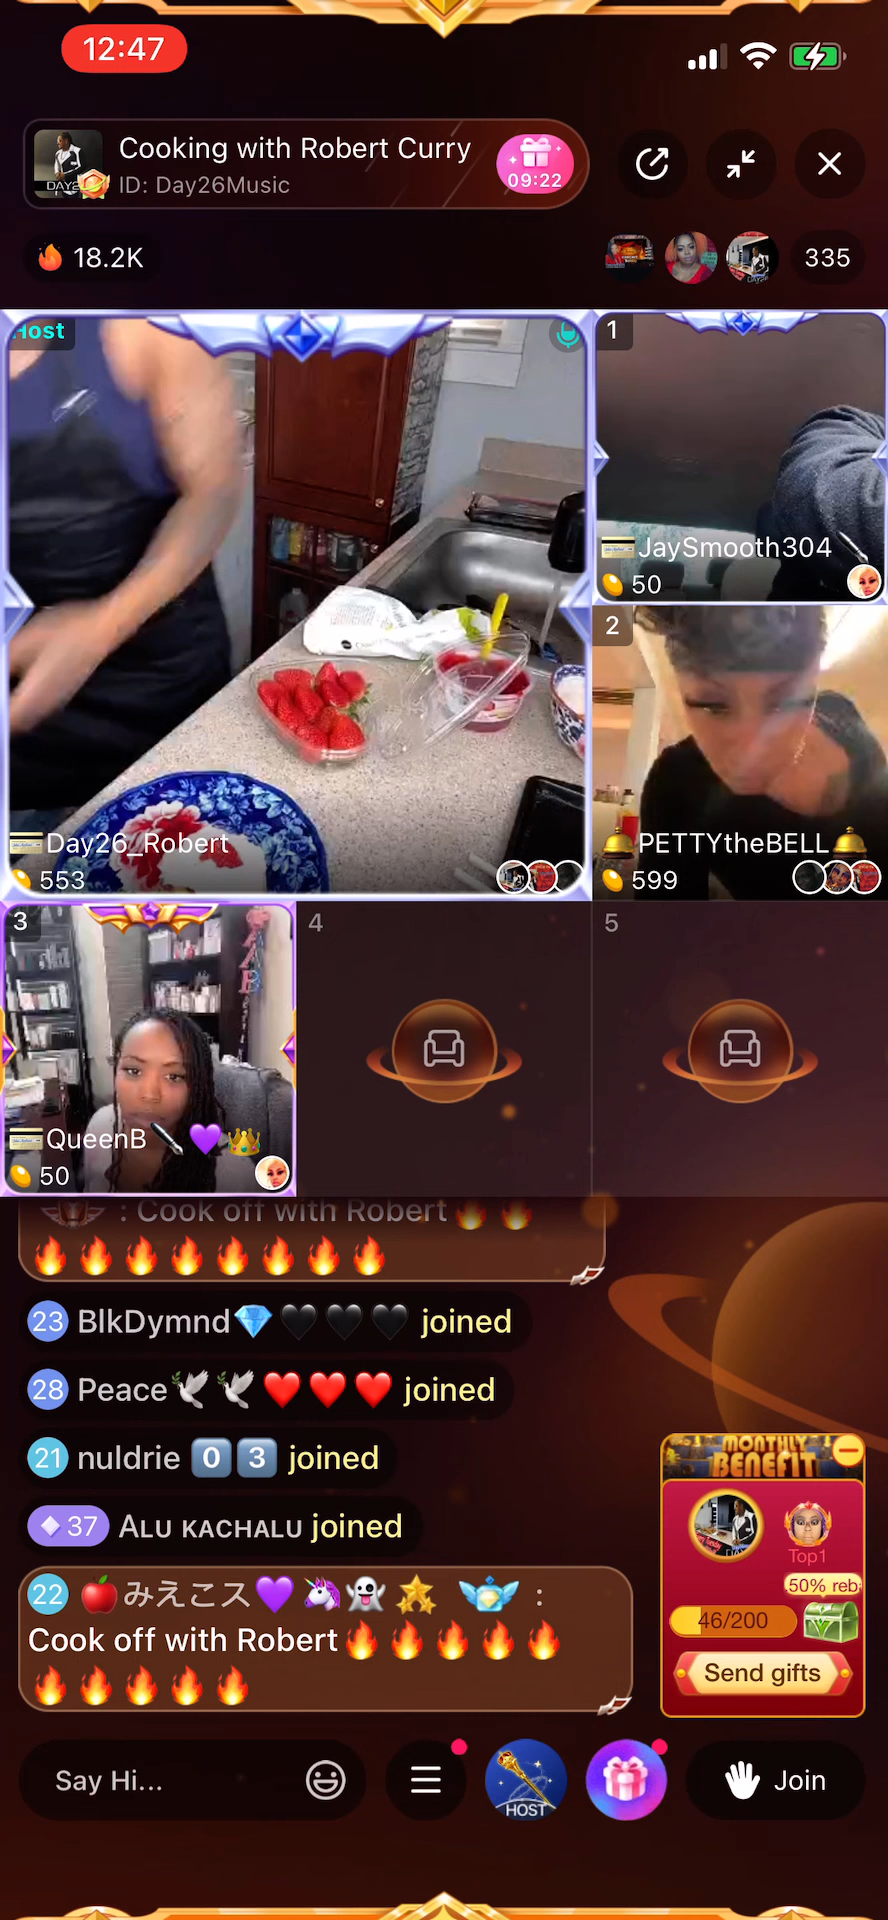 12:47
Cooking with Robert Curry
ID: Day26Music
09:22
18.2K
335
Host
1
JaySmooth304
50
2
Day26_Robert
553
PETTYtheBELL
599
3
4
5
QueenB
50
: Cook off with Robert
23 BlkDymnd joined
28 Peace joined
21 nuldrie 0 3 joined
37 ALU KACHALU joined
22 みえこス :
Cook off with Robert
MONTHLY
BENEFIT
Top1
50% reb
46/200
Send gifts
Say Hi...
HOST
Join